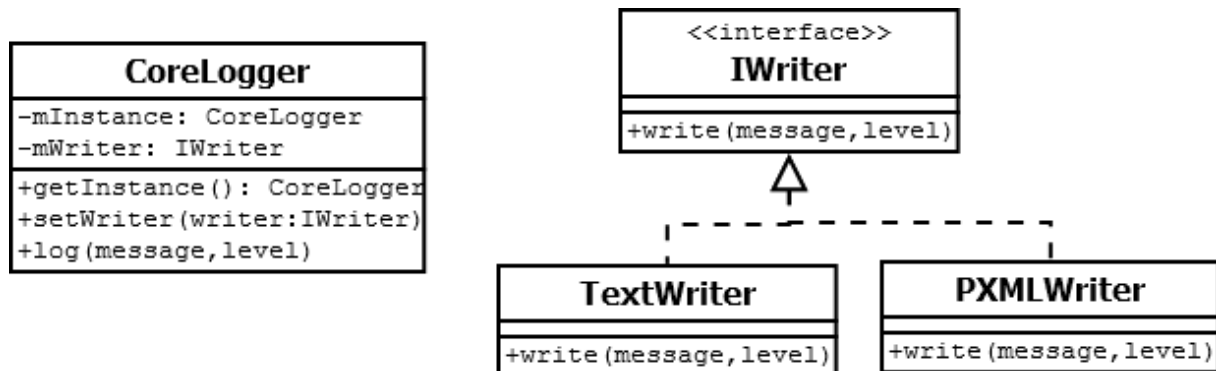 CoreLogger
-mInstance: CoreLogger
-mWriter: IWriter
+getInstance(): CoreLogger
+setWriter(writer:IWriter)
+log(message,level)
<<interface>>
IWriter
+write(message,level)
TextWriter
+write(message,level)
PXMLWriter
+write(message,level)